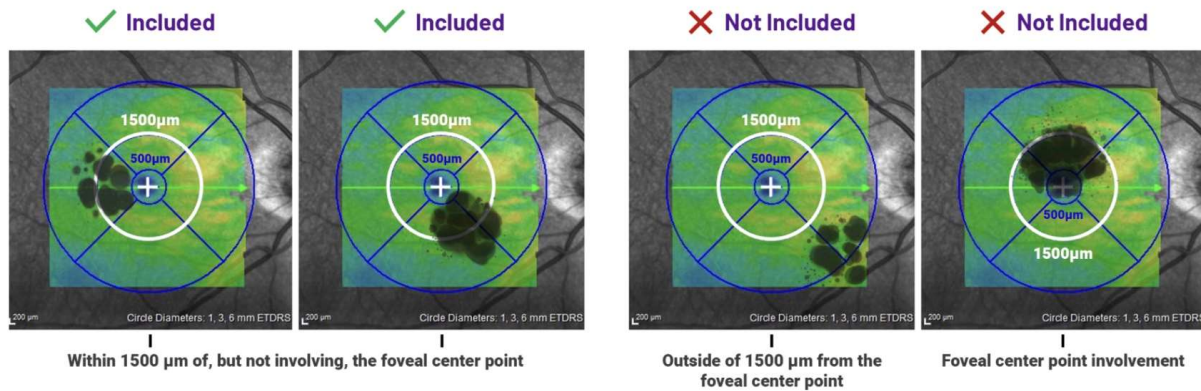 Included
Included
Not Included
Not Included
1500µm
500µm
200 µm
Circle Diameters: 1, 3, 6 mm ETDRS
1500µm
500µm
200 µm
Circle Diameters: 1, 3, 6 mm ETDRS
1500µm
500µm
200 µm
Circle Diameters: 1, 3, 6 mm ETDRS
500µm
1500µm
200 µm
Circle Diameters: 1, 3, 6 mm ETDRS
Within 1500 µm of, but not involving, the foveal center point
Outside of 1500 µm from the
foveal center point
Foveal center point involvement